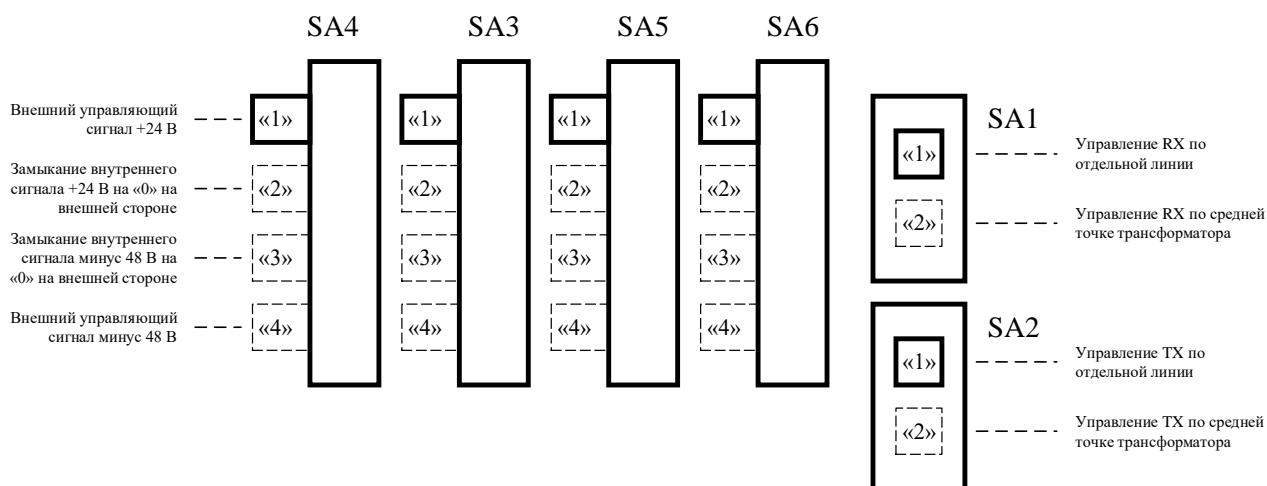 SA4 SA3 SA5 SA6
Внешний управляющий
сигнал +24 В
«1» «1» «1» «1»
Замыкание внутреннего
сигнала +24 В на «0» на
внешней стороне
«2» «2» «2» «2»
Замыкание внутреннего
сигнала минус 48 В на
«0» на внешней стороне
«3» «3» «3» «3»
Внешний управляющий
сигнал минус 48 В
«4» «4» «4» «4»
SA1
«1»
Управление RX по
отдельной линии
«2»
Управление RX по средней
точке трансформатора
SA2
«1»
Управление TX по
отдельной линии
«2»
Управление TX по средней
точке трансформатора